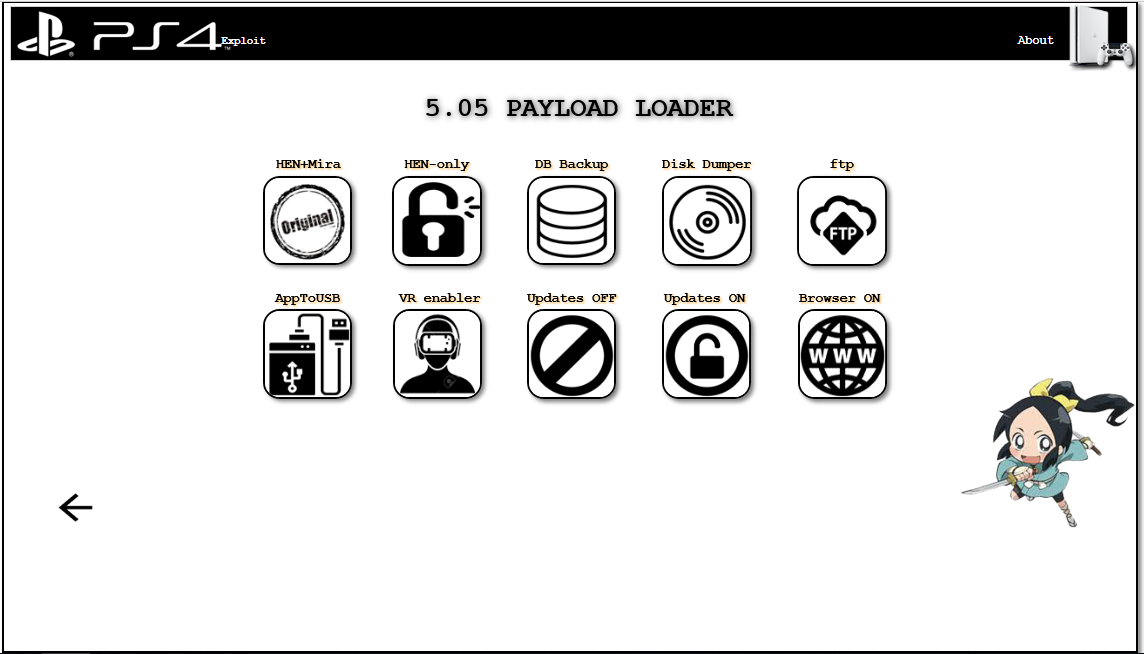 PS4™ Exploit About
5.05 PAYLOAD LOADER
HEN+Mira HEN-only DB Backup Disk Dumper ftp
Original FTP
AppToUSB VR enabler Updates OFF Updates ON Browser ON
WWW